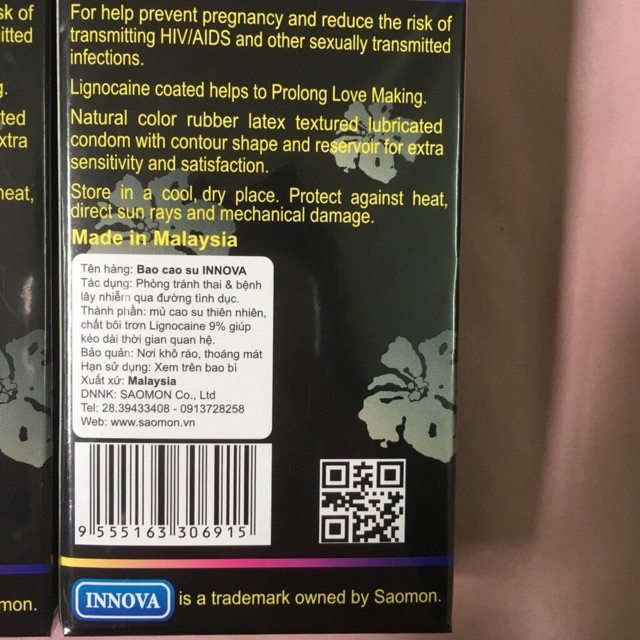 For help prevent pregnancy and reduce the risk of
transmitting HIV/AIDS and other sexually transmitted
infections.
Lignocaine coated helps to Prolong Love Making.
Natural color rubber latex textured lubricated
condom with contour shape and reservoir for extra
sensitivity and satisfaction.
Store in a cool, dry place. Protect against heat,
direct sun rays and mechanical damage.
Made in Malaysia
Tên hàng: Bao cao su INNOVA
Tác dụng: Phòng tránh thai & bệnh
lây nhiễm qua đường tình dục.
Thành phần: mủ cao su thiên nhiên,
chất bôi trơn Lignocaine 9% giúp
kéo dài thời gian quan hệ.
Bảo quản: Nơi khô ráo, thoáng mát
Hạn sử dụng: Xem trên bao bì
Xuất xứ: Malaysia
DNNK: SAOMON Co., Ltd
Tel: 28.39433408 - 0913728258
Web: www.saomon.vn
9 555163 306915
INNOVA is a trademark owned by Saomon.
sk of
itted
g.
ted
xtra
heat,
mon.